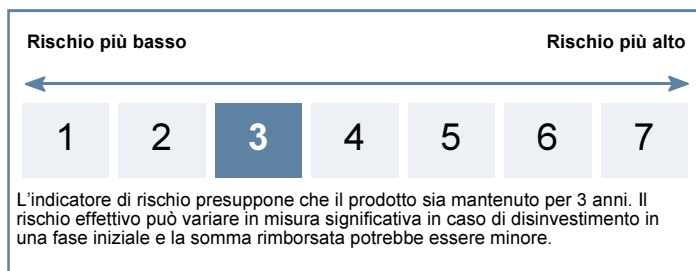 Rischio più basso Rischio più alto
1 2 3 4 5 6 7
L'indicatore di rischio presuppone che il prodotto sia mantenuto per 3 anni. Il
rischio effettivo può variare in misura significativa in caso di disinvestimento in
una fase iniziale e la somma rimborsata potrebbe essere minore.